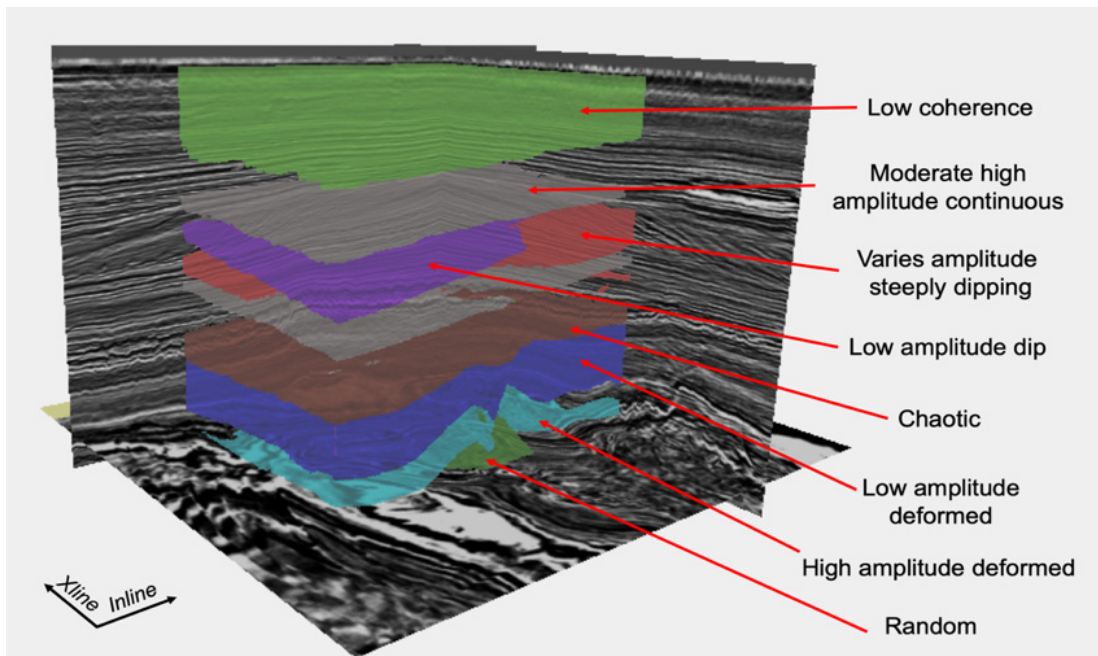 Low coherence
Moderate high
amplitude continuous
Varies amplitude
steeply dipping
Low amplitude dip
Chaotic
Low amplitude
deformed
High amplitude deformed
Random
Xline
Inline